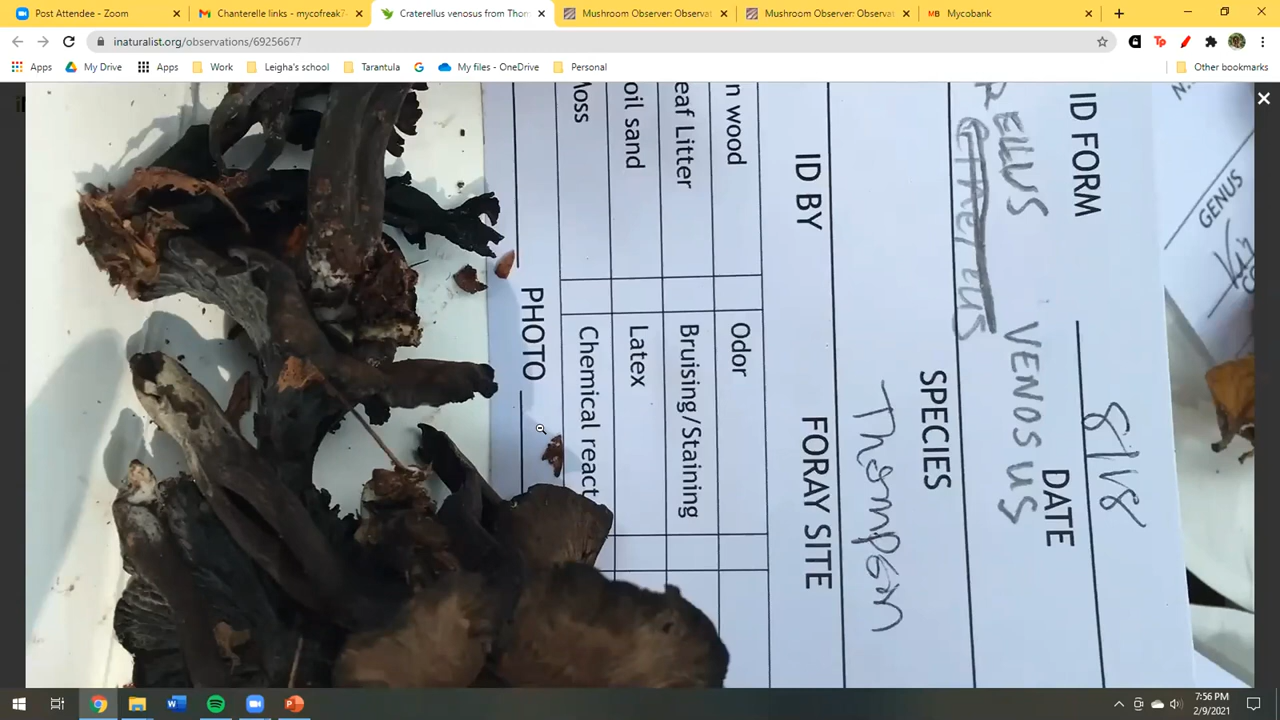 Post Attendee - Zoom
Chanterelle links - mycofreak7
Craterellus venosus from Thom
Mushroom Observer: Observat
Mushroom Observer: Observat
Mycobank
inaturalist.org/observations/69256677
Apps
My Drive
Apps
Work
Leigha's school
Tarantula
My files - OneDrive
Personal
Other bookmarks
ID FORM
8/18
DATE
RELLUS VENOSUS
GENUS
SPECIES
Thompson
ID BY
FORAY SITE
n wood
Odor
eaf Litter
Bruising/Staining
oil sand
Latex
Moss
Chemical react
PHOTO
7:56 PM
2/9/2021